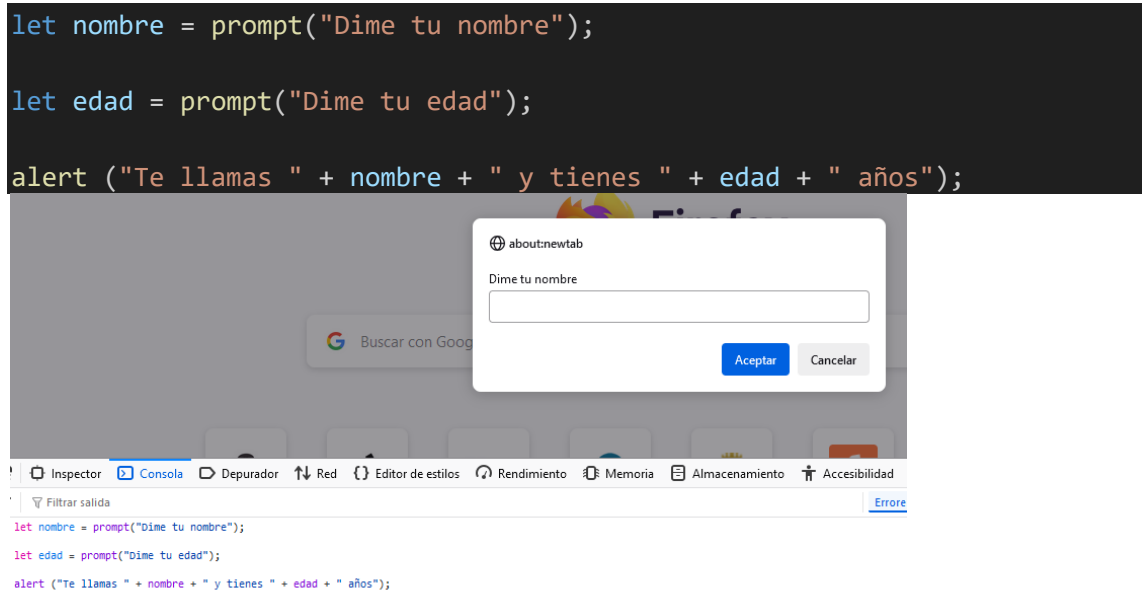 let nombre = prompt("Dime tu nombre");
let edad = prompt("Dime tu edad");
alert ("Te llamas " + nombre + " y tienes " + edad + " años");
about:newtab
Dime tu nombre
Buscar con Goog
Aceptar Cancelar
Inspector Consola Depurador Red Editor de estilos Rendimiento Memoria Almacenamiento Accesibilidad
Filtrar salida Errore
let nombre = prompt("Dime tu nombre");
let edad = prompt("Dime tu edad");
alert ("Te llamas " + nombre + " y tienes " + edad + " años");